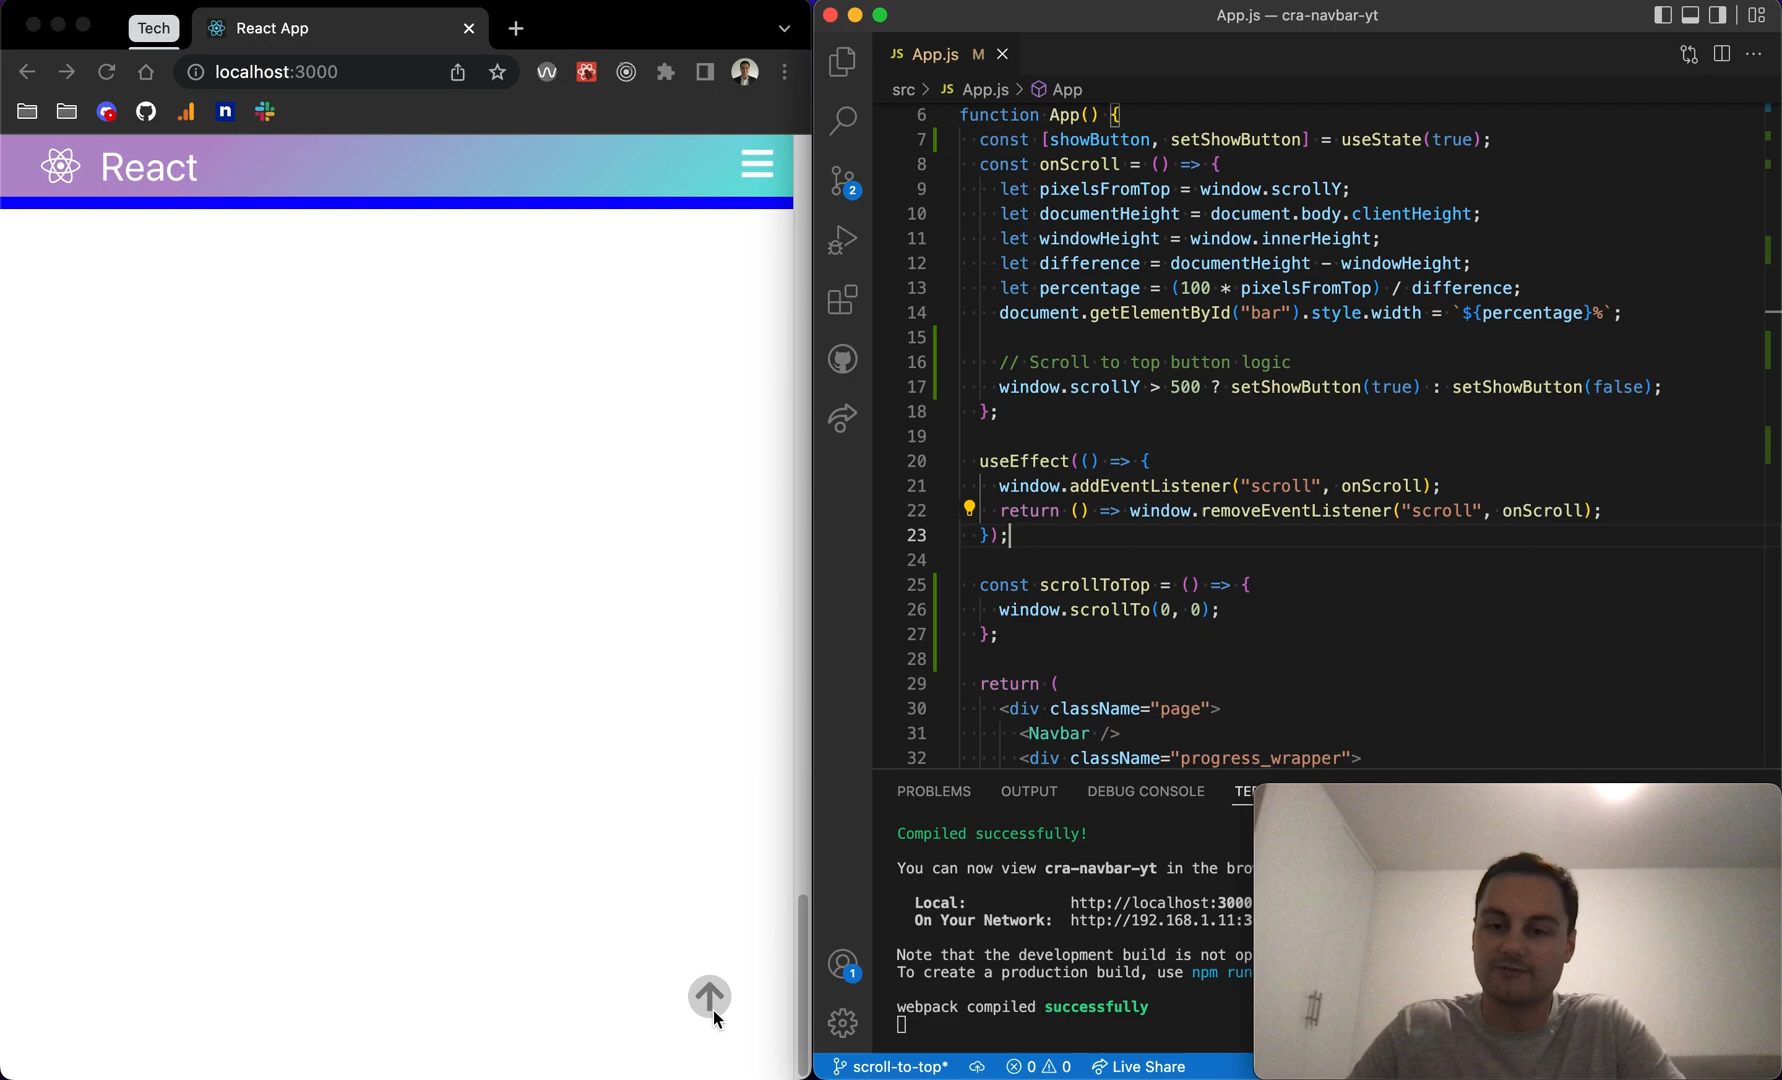 Tech
React App
localhost:3000
React
App.js — cra-navbar-yt
JS App.js M
src > JS App.js > App
6 function App() {
7 const [showButton, setShowButton] = useState(true);
8 const onScroll = () => {
9 let pixelsFromTop = window.scrollY;
10 let documentHeight = document.body.clientHeight;
11 let windowHeight = window.innerHeight;
12 let difference = documentHeight - windowHeight;
13 let percentage = (100 * pixelsFromTop) / difference;
14 document.getElementById("bar").style.width = `${percentage}%`;
15
16 // Scroll to top button logic
17 window.scrollY > 500 ? setShowButton(true) : setShowButton(false);
18 };
19
20 useEffect(() => {
21 window.addEventListener("scroll", onScroll);
22 return () => window.removeEventListener("scroll", onScroll);
23 });
24
25 const scrollToTop = () => {
26 window.scrollTo(0, 0);
27 };
28
29 return (
30 <div className="page">
31 <Navbar />
32 <div className="progress_wrapper">
2
1
PROBLEMS OUTPUT DEBUG CONSOLE TE
Compiled successfully!
You can now view cra-navbar-yt in the bro
Local: http://localhost:3000
On Your Network: http://192.168.1.11:3
Note that the development build is not op
To create a production build, use npm run
webpack compiled successfully
scroll-to-top* 0 0 Live Share